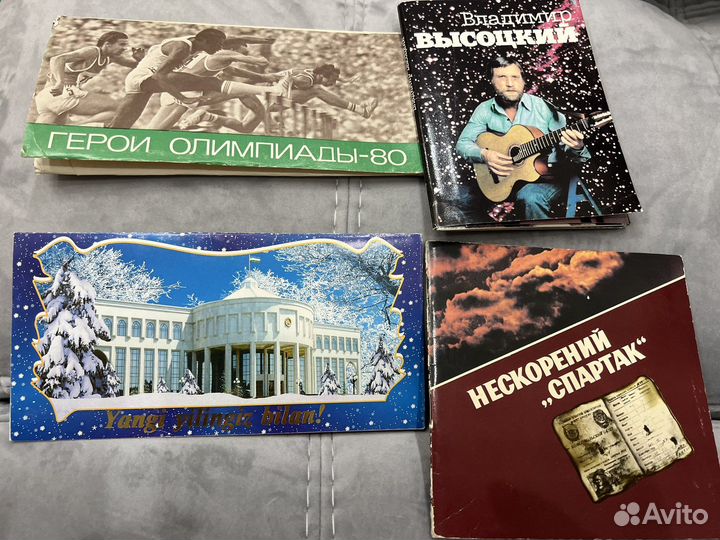 ГЕРОИ ОЛИМПИАДЫ-80
Владимир
ВЫСОЦКИЙ
Yangi yilingiz bilan!
НЕСКОРЕНИЙ
„СПАРТАК“
Avito